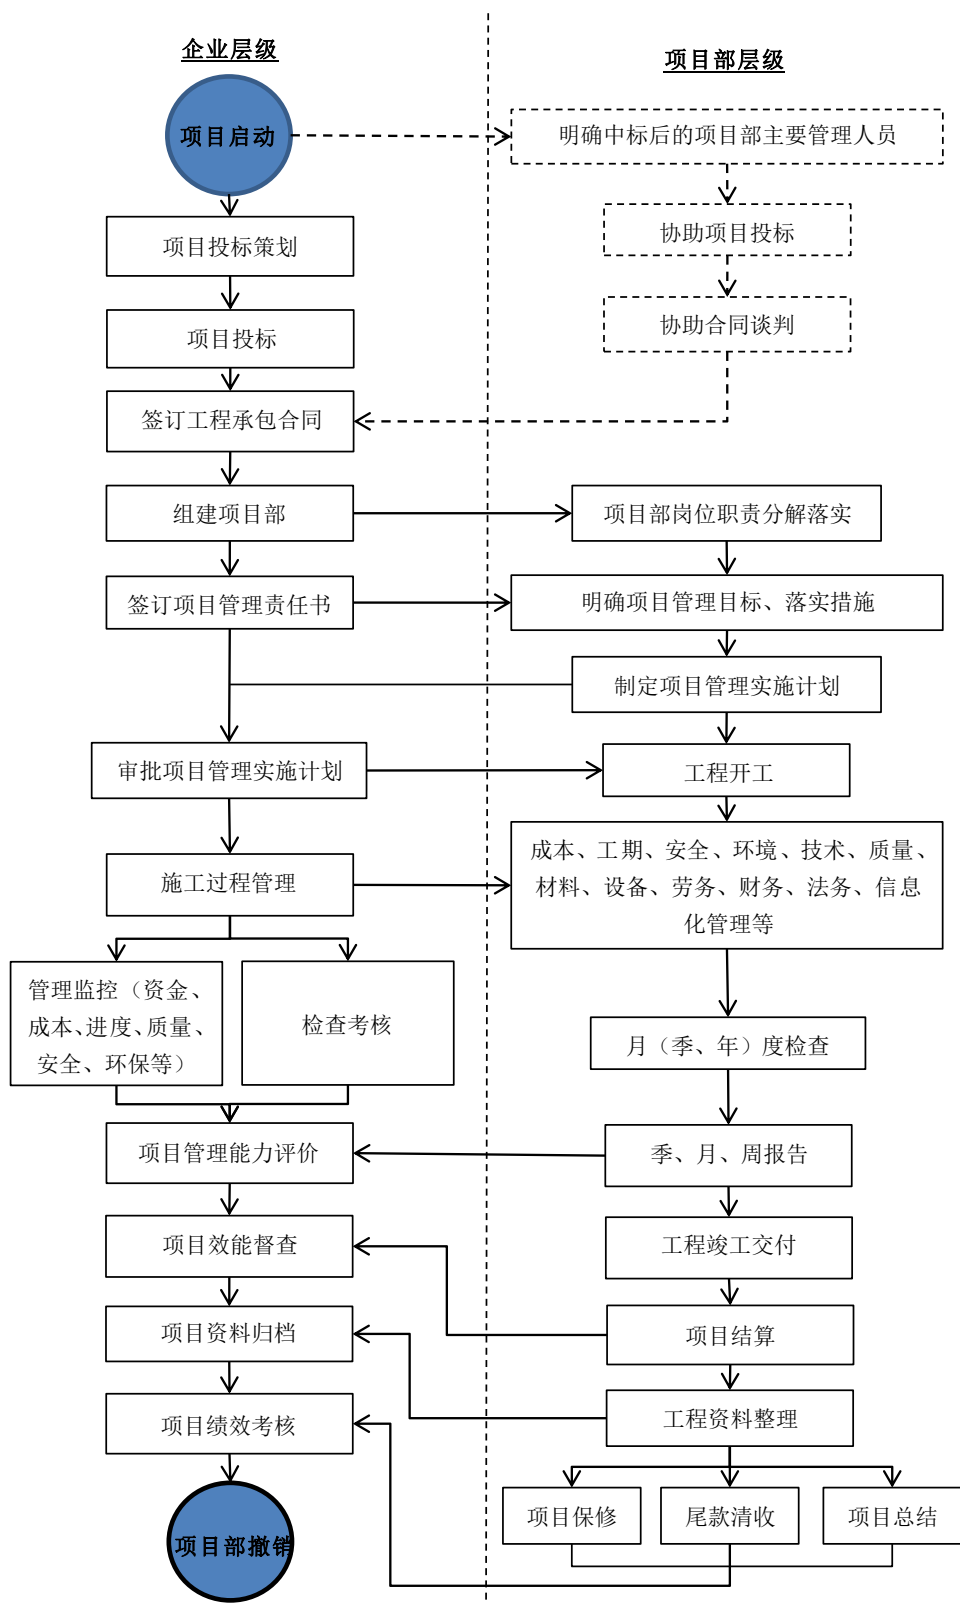 企业层级
项目部层级
项目启动
明确中标后的项目部主要管理人员
项目投标策划
协助项目投标
项目投标
协助合同谈判
签订工程承包合同
组建项目部
项目部岗位职责分解落实
签订项目管理责任书
明确项目管理目标、落实措施
制定项目管理实施计划
审批项目管理实施计划
工程开工
施工过程管理
成本、工期、安全、环境、技术、质量、
材料、设备、劳务、财务、法务、信息
化管理等
管理监控（资金、
成本、进度、质量、
安全、环保等）
检查考核
月（季、年）度检查
项目管理能力评价
季、月、周报告
项目效能督查
工程竣工交付
项目资料归档
项目结算
项目绩效考核
工程资料整理
项目保修
尾款清收
项目总结
项目部撤销